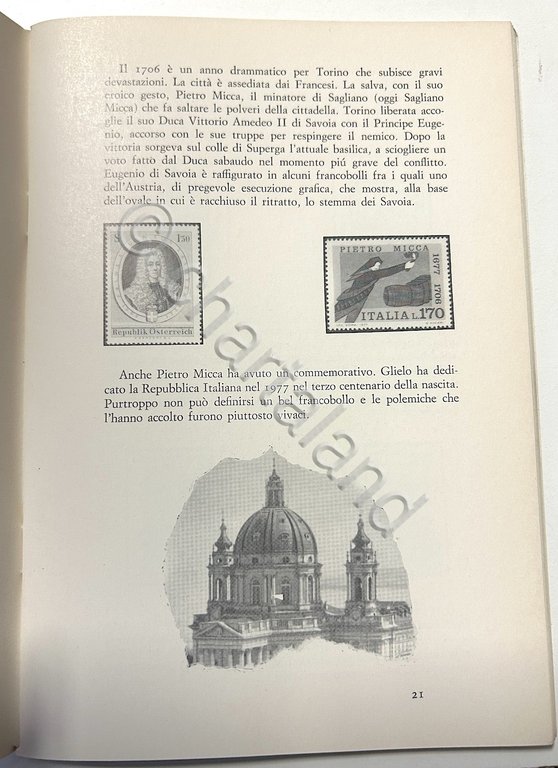 Il 1706 è un anno drammatico per Torino che subisce gravi
devastazioni. La città è assediata dai Francesi. La salva, con il suo
eroico gesto, Pietro Micca, il minatore di Sagliano (oggi Sagliano
Micca) che fa saltare le polveri della cittadella. Torino liberata acco-
glie il suo Duca Vittorio Amedeo II di Savoia con il Principe Euge-
nio, accorso con le sue truppe per respingere il nemico. Dopo la
vittoria sorgeva sul colle di Superga l'attuale basilica, a sciogliere un
voto fatto dal Duca sabaudo nel momento piú grave del conflitto.
Eugenio di Savoia è raffigurato in alcuni francobolli fra i quali uno
dell'Austria, di pregevole esecuzione grafica, che mostra, alla base
dell'ovale in cui è racchiuso il ritratto, lo stemma dei Savoia.
S 1.50
Republik Österreich
PIETRO MICCA
1677 1706
ITALIA L.170
Anche Pietro Micca ha avuto un commemorativo. Glielo ha dedi-
cato la Repubblica Italiana nel 1977 nel terzo centenario della nascita.
Purtroppo non può definirsi un bel francobollo e le polemiche che
l'hanno accolto furono piuttosto vivaci.
© Chartaland
21